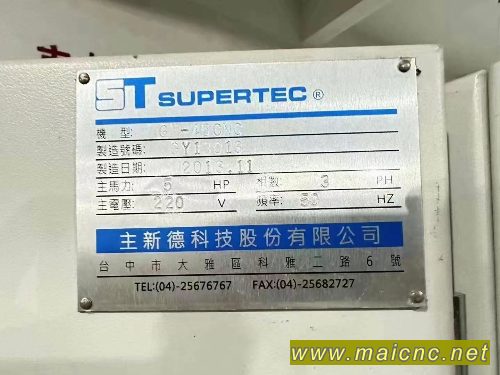 ST SUPERTEC ®
機型:
製造號碼:
製造日期: 2013.11
主馬力: 5 HP 相數: 3 PH
主電壓: 220 V 頻率: HZ
主新德科技股份有限公司
台中市大雅區科雅二路6號
TEL:(04)-25676767 FAX:(04)-25682727
www.maicnc.net